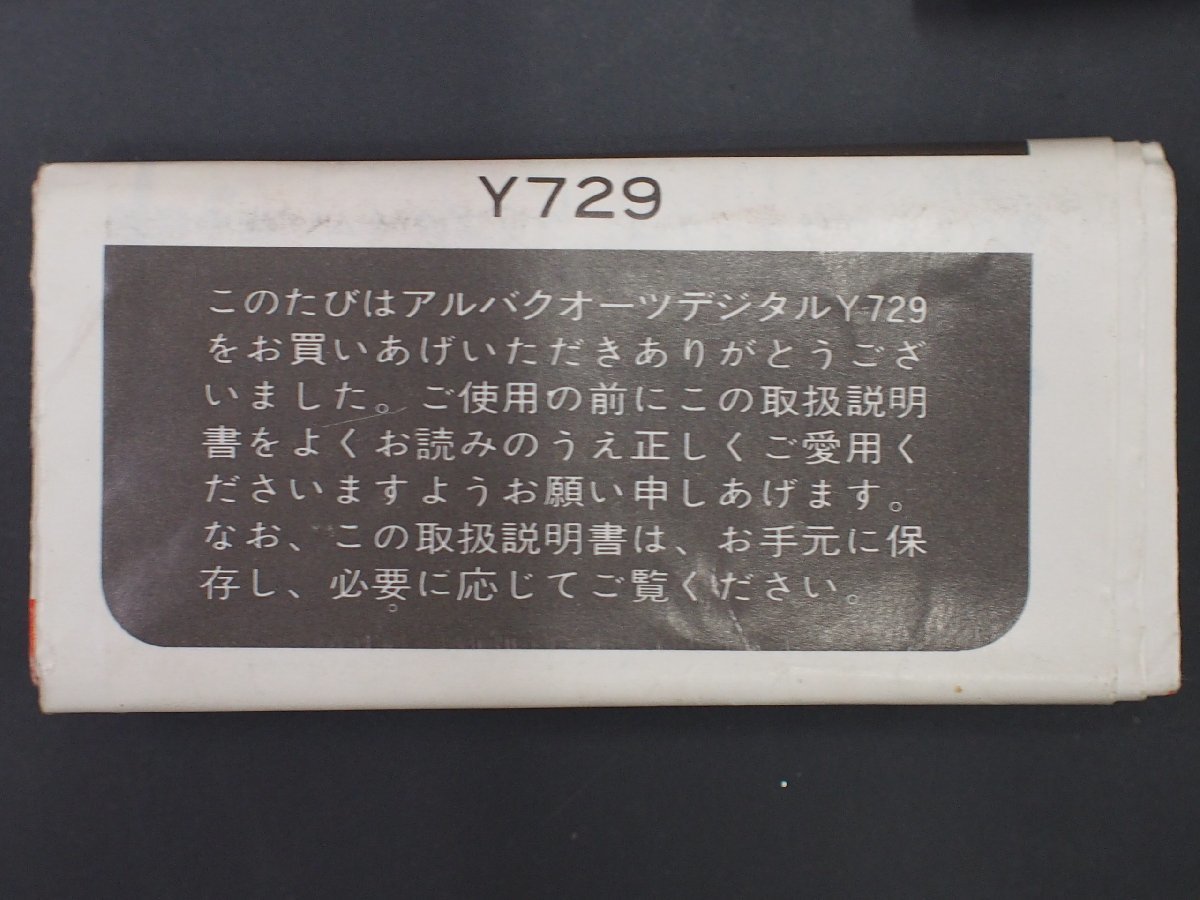 Y729
このたびはアルバクオーツデジタルY729
をお買いあげいただきありがとうござ
いました。ご使用の前にこの取扱説明
書をよくお読みのうえ正しくご愛用く
ださいますようお願い申しあげます。
なお、この取扱説明書は、お手元に保
存し、必要に応じてご覧ください。